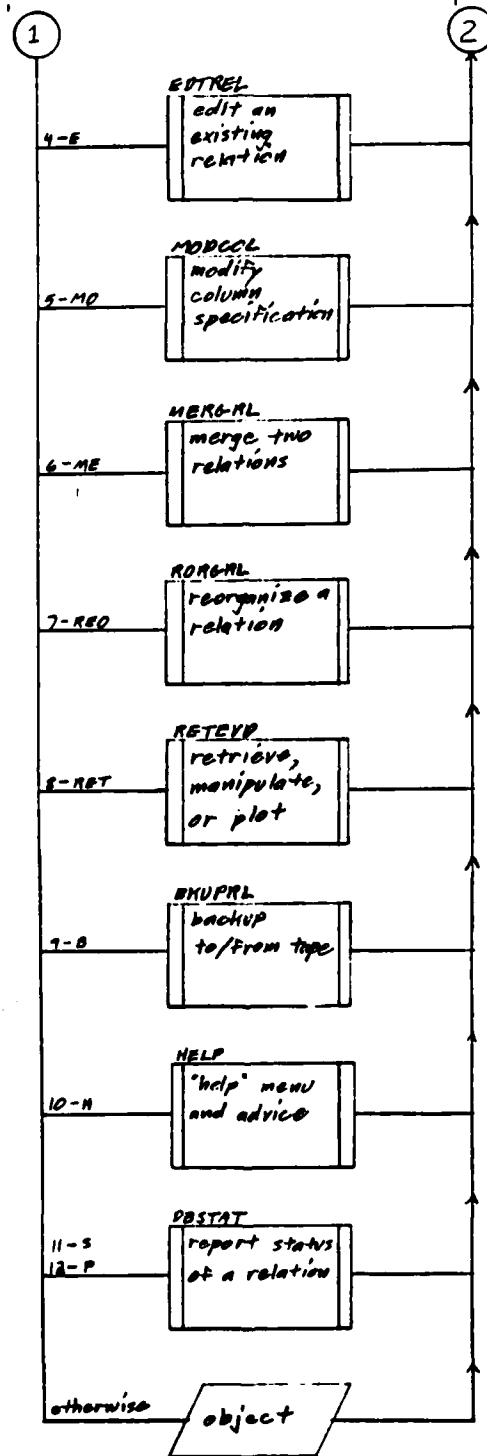 1
2
EDTREL
edit an
existing
relation
4-E
MODCOL
modify
column
specification
5-MO
MERGRL
merge two
relations
6-ME
RORGRL
reorganize a
relation
7-REO
RETEVD
retrieve,
manipulate,
or plot
8-RET
BKUPRL
backup
to/from tape
9-B
HELP
"help" menu
and advice
10-H
DBSTAT
report status
of a relation
11-S
12-P
otherwise
object